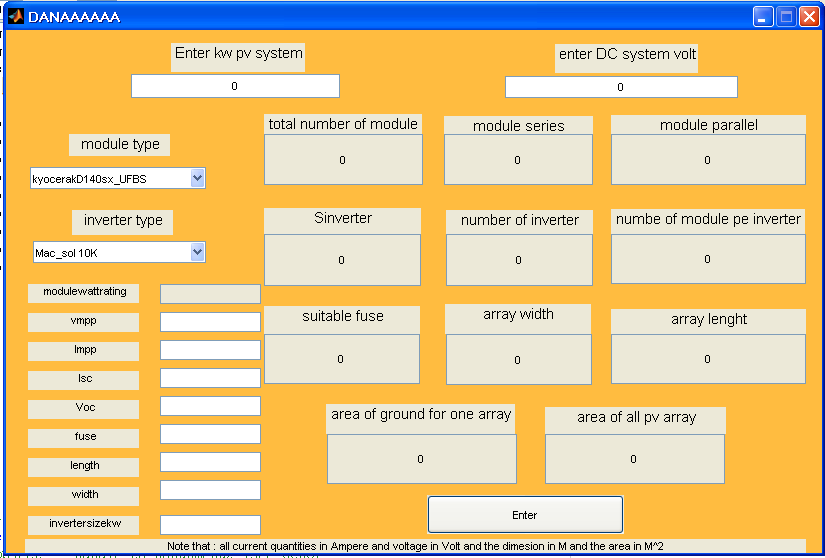 DANAAAAAA
Enter kw pv system
enter DC system volt
0
0
total number of module
module series
module parallel
module type
0
0
0
kyocerakD140sx_UFBS
inverter type
Sinverter
number of inverter
numbe of module pe inverter
Mac_sol 10K
0
0
0
modulewattrating
vmpp
suitable fuse
array width
array lenght
Impp
0
0
0
Isc
Voc
area of ground for one array
area of all pv array
fuse
0
0
length
width
invertersizekw
Enter
Note that : all current quantities in Ampere and voltage in Volt and the dimesion in M and the area in M^2